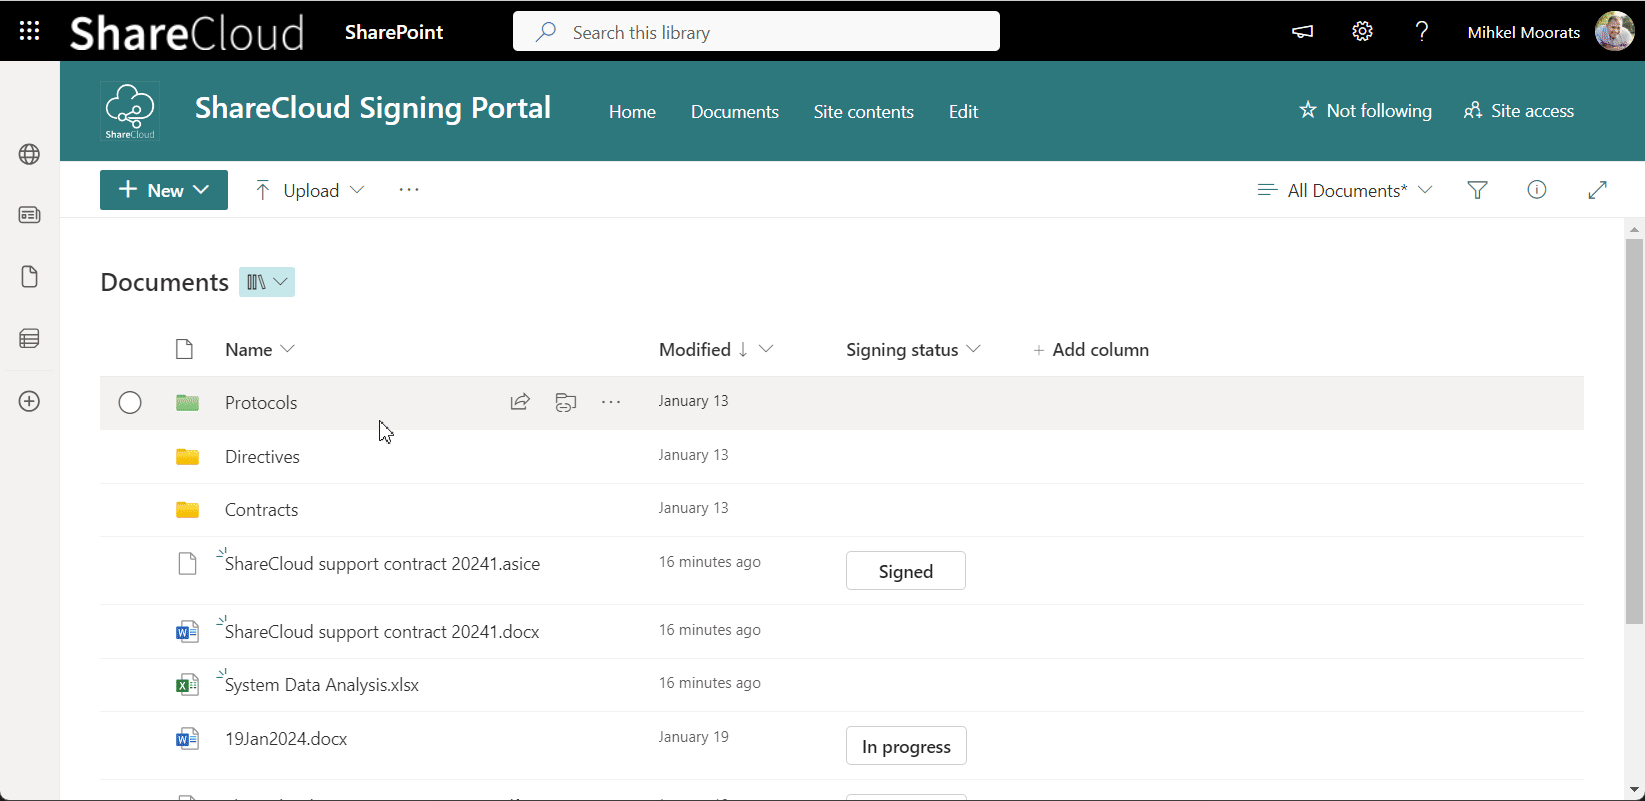 ShareCloud SharePoint Search this library Mihkel Moorats
ShareCloud ShareCloud Signing Portal Home Documents Site contents Edit Not following Site access
New Upload ... All Documents*
Documents
Name Modified ↓ Signing status + Add column
Protocols ... January 13
Directives January 13
Contracts January 13
ShareCloud support contract 20241.asice 16 minutes ago Signed
ShareCloud support contract 20241.docx 16 minutes ago
System Data Analysis.xlsx 16 minutes ago
19Jan2024.docx January 19 In progress